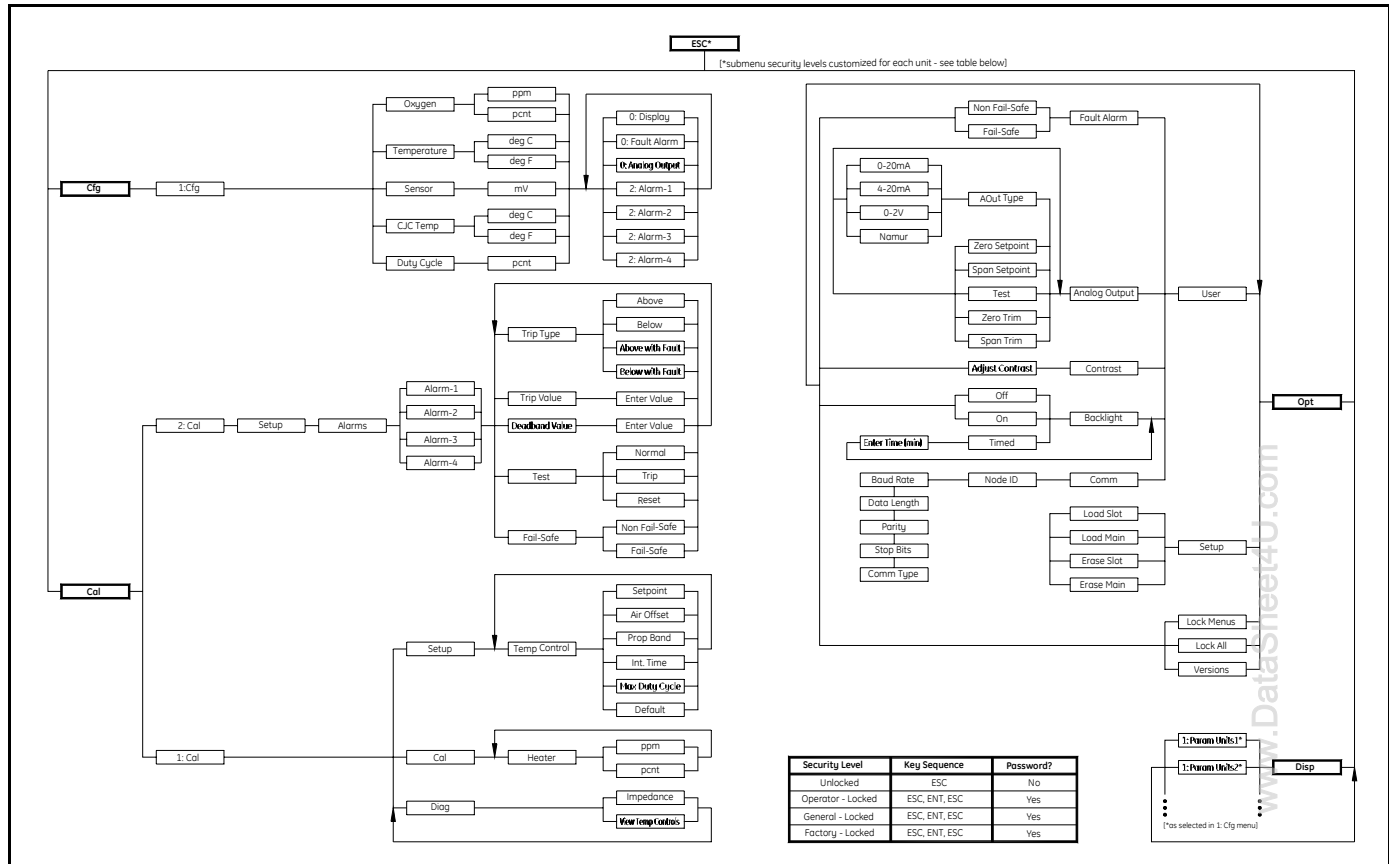 ESC*
[*submenu security levels customized for each unit - see table below]
Cfg
1:Cfg
Oxygen
ppm
pcnt
Temperature
deg C
deg F
Sensor
mV
CJC Temp
deg C
deg F
Duty Cycle
pcnt
0: Display
0: Fault Alarm
0: Analog Output
2: Alarm-1
2: Alarm-2
2: Alarm-3
2: Alarm-4
Cal
2: Cal
Setup
Alarms
Alarm-1
Alarm-2
Alarm-3
Alarm-4
Trip Type
Above
Below
Above with Fault
Below with Fault
Trip Value
Enter Value
Deadband Value
Enter Value
Test
Normal
Trip
Reset
Fail-Safe
Non Fail-Safe
Fail-Safe
1: Cal
Setup
Temp Control
Setpoint
Air Offset
Prop Band
Int. Time
Max Duty Cycle
Default
Cal
Heater
ppm
pcnt
Diag
Impedance
View Temp Controls
Non Fail-Safe
Fail-Safe
Fault Alarm
0-20mA
4-20mA
0-2V
Namur
AOut Type
Zero Setpoint
Span Setpoint
Test
Zero Trim
Span Trim
Analog Output
User
Adjust Contrast
Contrast
Off
On
Timed
Enter Time (min)
Backlight
Baud Rate
Node ID
Comm
Data Length
Parity
Stop Bits
Comm Type
Load Slot
Load Main
Erase Slot
Erase Main
Setup
Lock Menus
Lock All
Versions
Opt
1: Param Units1*
1: Param Units2*
Disp
[*as selected in 1: Cfg menu]
Security Level Key Sequence Password?
Unlocked ESC No
Operator - Locked ESC, ENT, ESC Yes
General - Locked ESC, ENT, ESC Yes
Factory - Locked ESC, ENT, ESC Yes
www.DataSheet4U.com